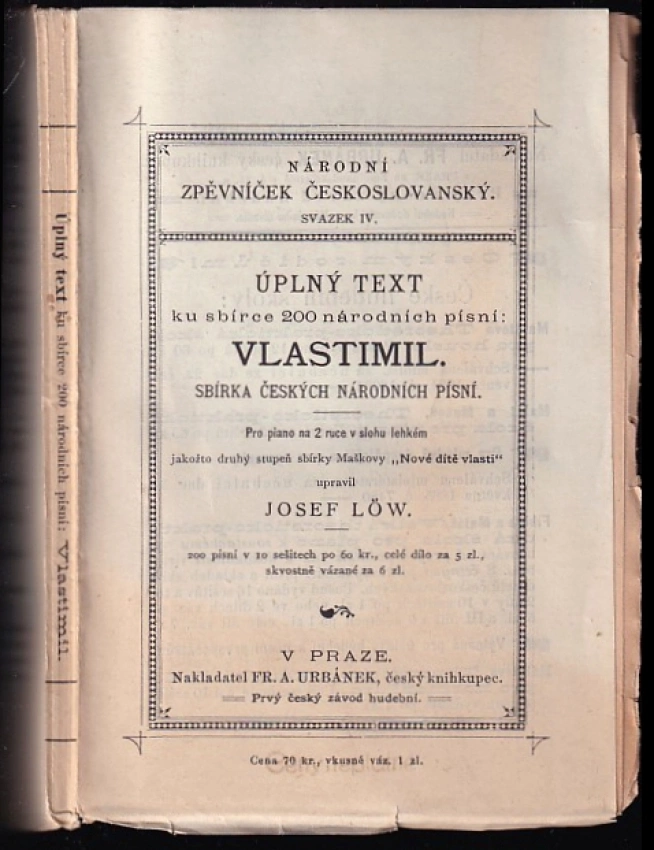 NÁRODNÍ
ZPĚVNÍČEK ČESKOSLOVANSKÝ.
SVAZEK IV.
ÚPLNÝ TEXT
ku sbírce 200 národních písní:
VLASTIMIL.
SBÍRKA ČESKÝCH NÁRODNÍCH PÍSNÍ.
Pro piano na 2 ruce v slohu lehkém
jakožto druhý stupeň sbírky Maškovy „Nové dítě vlasti“
upravil
JOSEF LÖW.
200 písní v 10 sešitech po 60 kr., celé dílo za 5 zl.,
skvostně vázané za 6 zl.
V PRAZE.
Nakladatel FR. A. URBÁNEK, český knihkupec.
Prvý český závod hudební.
Cena 70 kr., vkusně váz. 1 zl.
Úplný text ku sbírce 200 národních písní: Vlastimil.